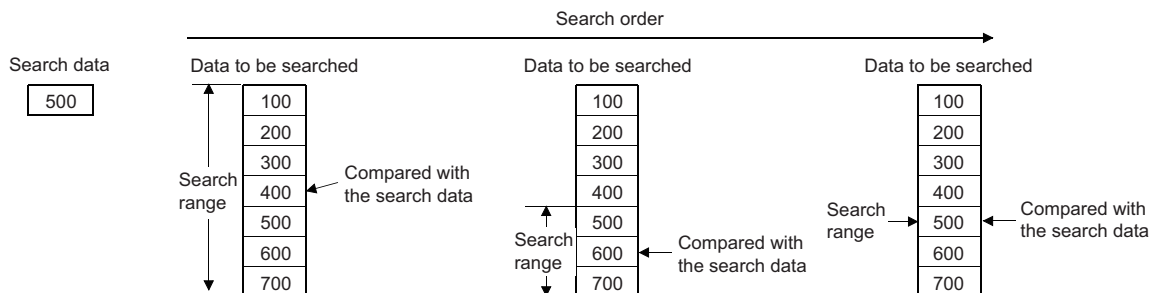 Search order
Search data
500
Data to be searched
100
200
300
400
500
600
700
Search
range
Compared with
the search data
Data to be searched
100
200
300
400
500
600
700
Search
range
Compared with
the search data
Data to be searched
100
200
300
400
500
600
700
Search
range
Compared with
the search data